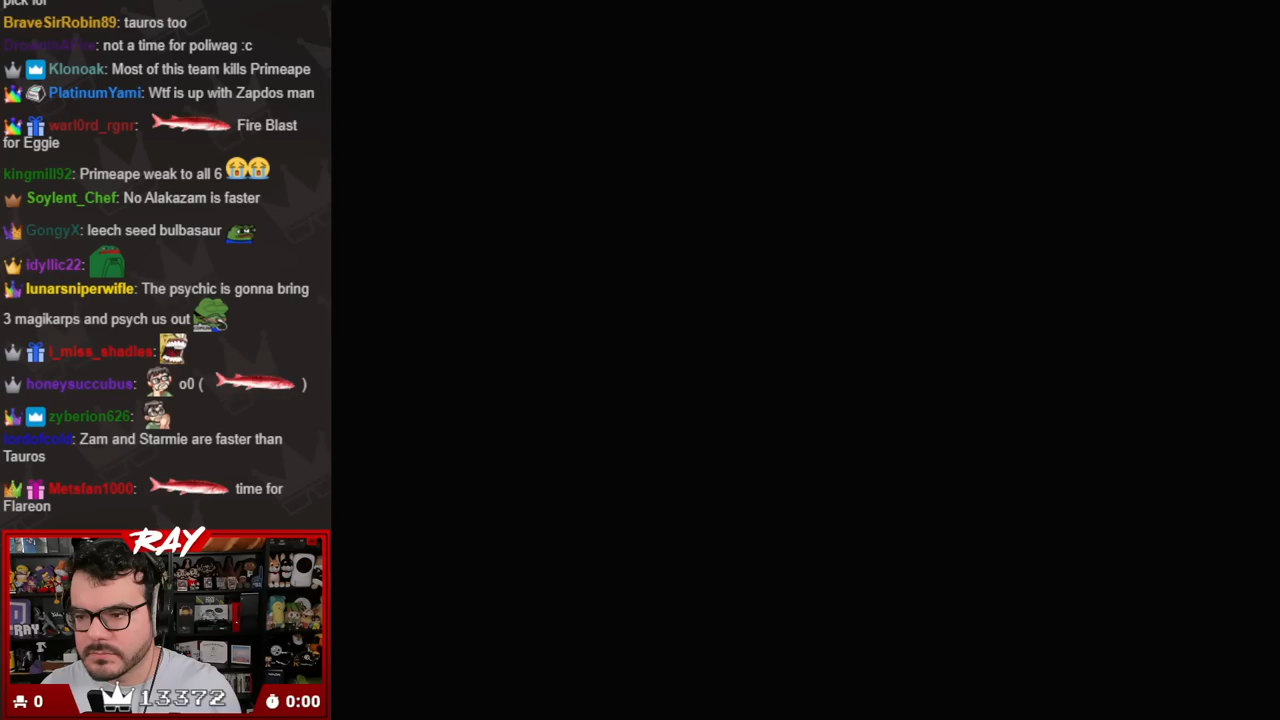 BraveSirRobin89: tauros too
not a time for poliwag :c
Klonoak: Most of this team kills Primeape
PlatinumYami: Wtf is up with Zapdos man
warl0rd_rgnr: Fire Blast
for Eggie
kingmill92: Primeape weak to all 6
Soylent_Chef: No Alakazam is faster
GongyX: leech seed bulbasaur
idyllic22:
lunarsniperwifle: The psychic is gonna bring
3 magikarps and psych us out
i_miss_shadles:
honeysuccubus: o0 ( )
zyberion626:
lordofcold: Zam and Starmie are faster than
Tauros
Metsfan1000: time for
Flareon
RAY
0
13372
0:00